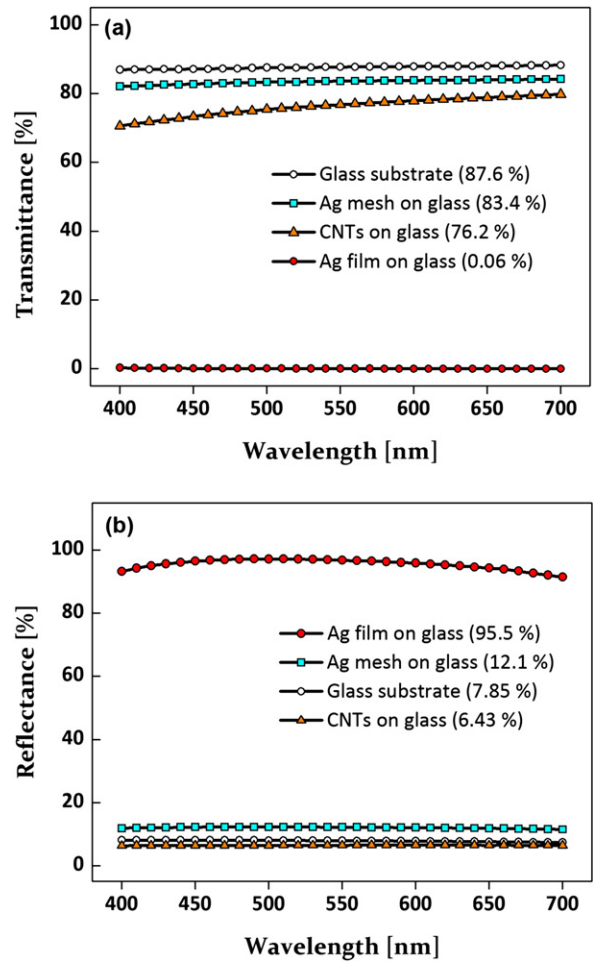 (a)
100
80
60
40
20
0
Transmittance [%]
Glass substrate (87.6 %)
Ag mesh on glass (83.4 %)
CNTs on glass (76.2 %)
Ag film on glass (0.06 %)
400 450 500 550 600 650 700
Wavelength [nm]
(b)
100
80
60
40
20
0
Reflectance [%]
Ag film on glass (95.5 %)
Ag mesh on glass (12.1 %)
Glass substrate (7.85 %)
CNTs on glass (6.43 %)
400 450 500 550 600 650 700
Wavelength [nm]